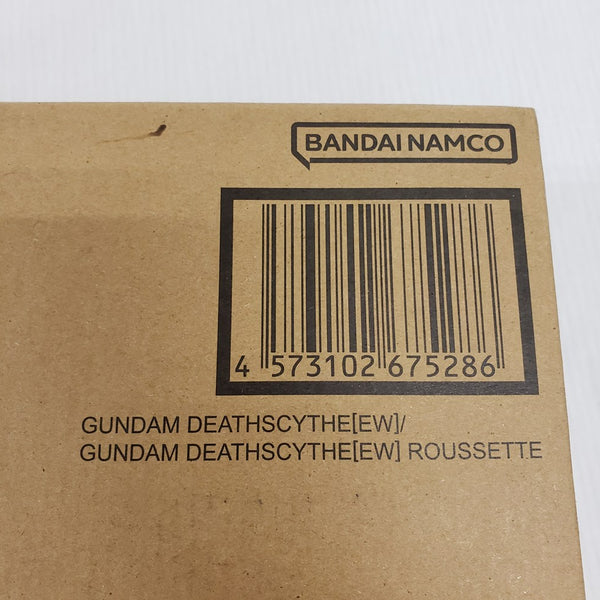 BANDAI NAMCO
4 573102 675286
GUNDAM DEATHSCYTHE[EW]/
GUNDAM DEATHSCYTHE[EW] ROUSSETTE